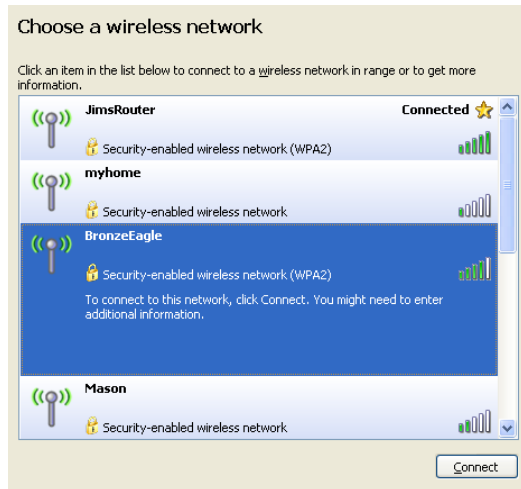 Choose a wireless network
Click an item in the list below to connect to a wireless network in range or to get more
information.
JimsRouter Connected
Security-enabled wireless network (WPA2)
myhome
Security-enabled wireless network
BronzeEagle
Security-enabled wireless network (WPA2)
To connect to this network, click Connect. You might need to enter
additional information.
Mason
Security-enabled wireless network
Connect